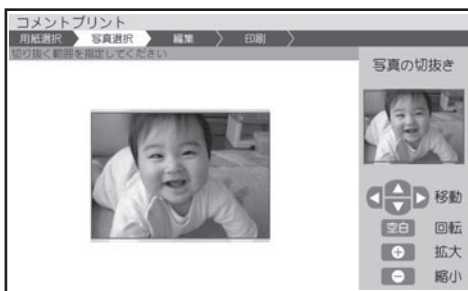 コメントプリント
用紙選択 写真選択 編集 印刷
切り抜く範囲を指定してください
写真の切抜き
移動
空白 回転
拡大
縮小